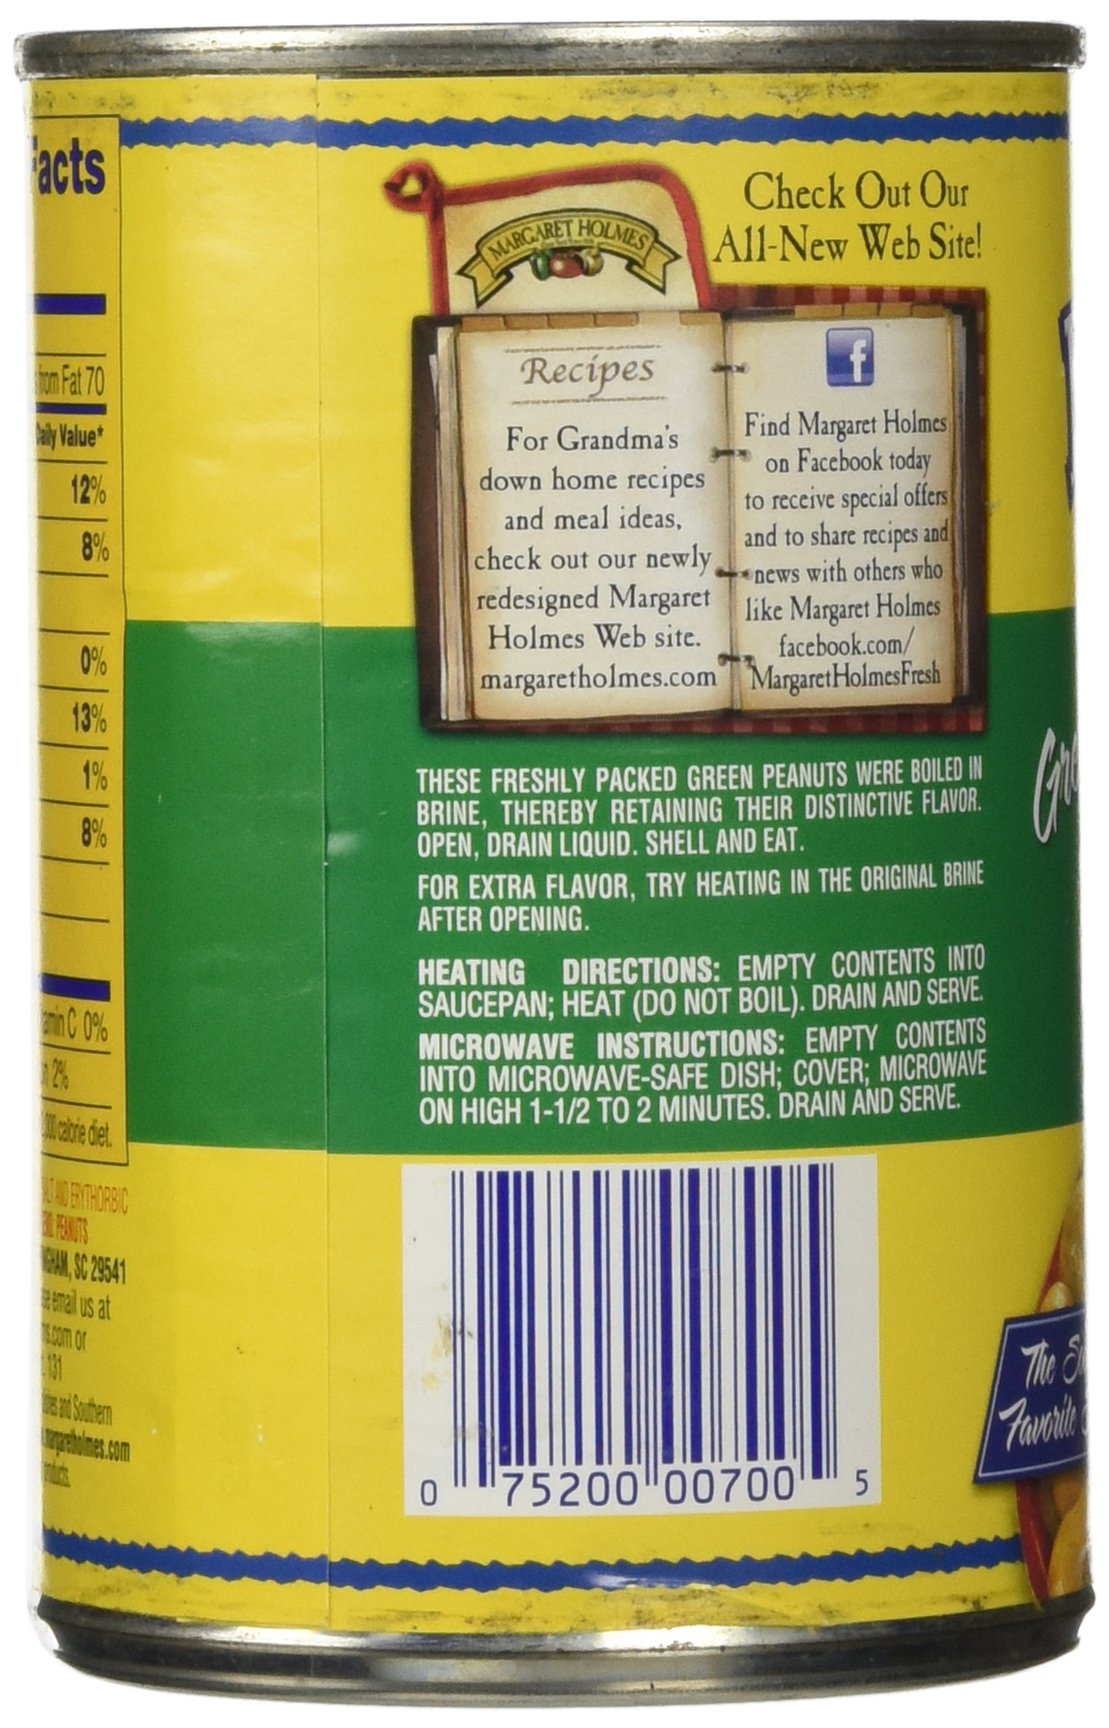 Facts
from Fat 70
Daily Value*
12%
8%
0%
13%
1%
8%
C 0%
2%
calorie diet.
AND ERYTHORBIC
PEANUTS
SC 29541
email us at
.com or
131
and Southern
margaretholmes.com
products.
MARGARET HOLMES
Check Out Our
All-New Web Site!
Recipes
For Grandma's
down home recipes
and meal ideas,
check out our newly
redesigned Margaret
Holmes Web site.
margaretholmes.com
f
Find Margaret Holmes
on Facebook today
to receive special offers
and to share recipes and
news with others who
like Margaret Holmes
facebook.com/
MargaretHolmesFresh
THESE FRESHLY PACKED GREEN PEANUTS WERE BOILED IN
BRINE, THEREBY RETAINING THEIR DISTINCTIVE FLAVOR.
OPEN, DRAIN LIQUID. SHELL AND EAT.
FOR EXTRA FLAVOR, TRY HEATING IN THE ORIGINAL BRINE
AFTER OPENING.
HEATING DIRECTIONS: EMPTY CONTENTS INTO
SAUCEPAN; HEAT (DO NOT BOIL). DRAIN AND SERVE.
MICROWAVE INSTRUCTIONS: EMPTY CONTENTS
INTO MICROWAVE-SAFE DISH; COVER; MICROWAVE
ON HIGH 1-1/2 TO 2 MINUTES. DRAIN AND SERVE.
0 75200 00700 5
The
Favorite